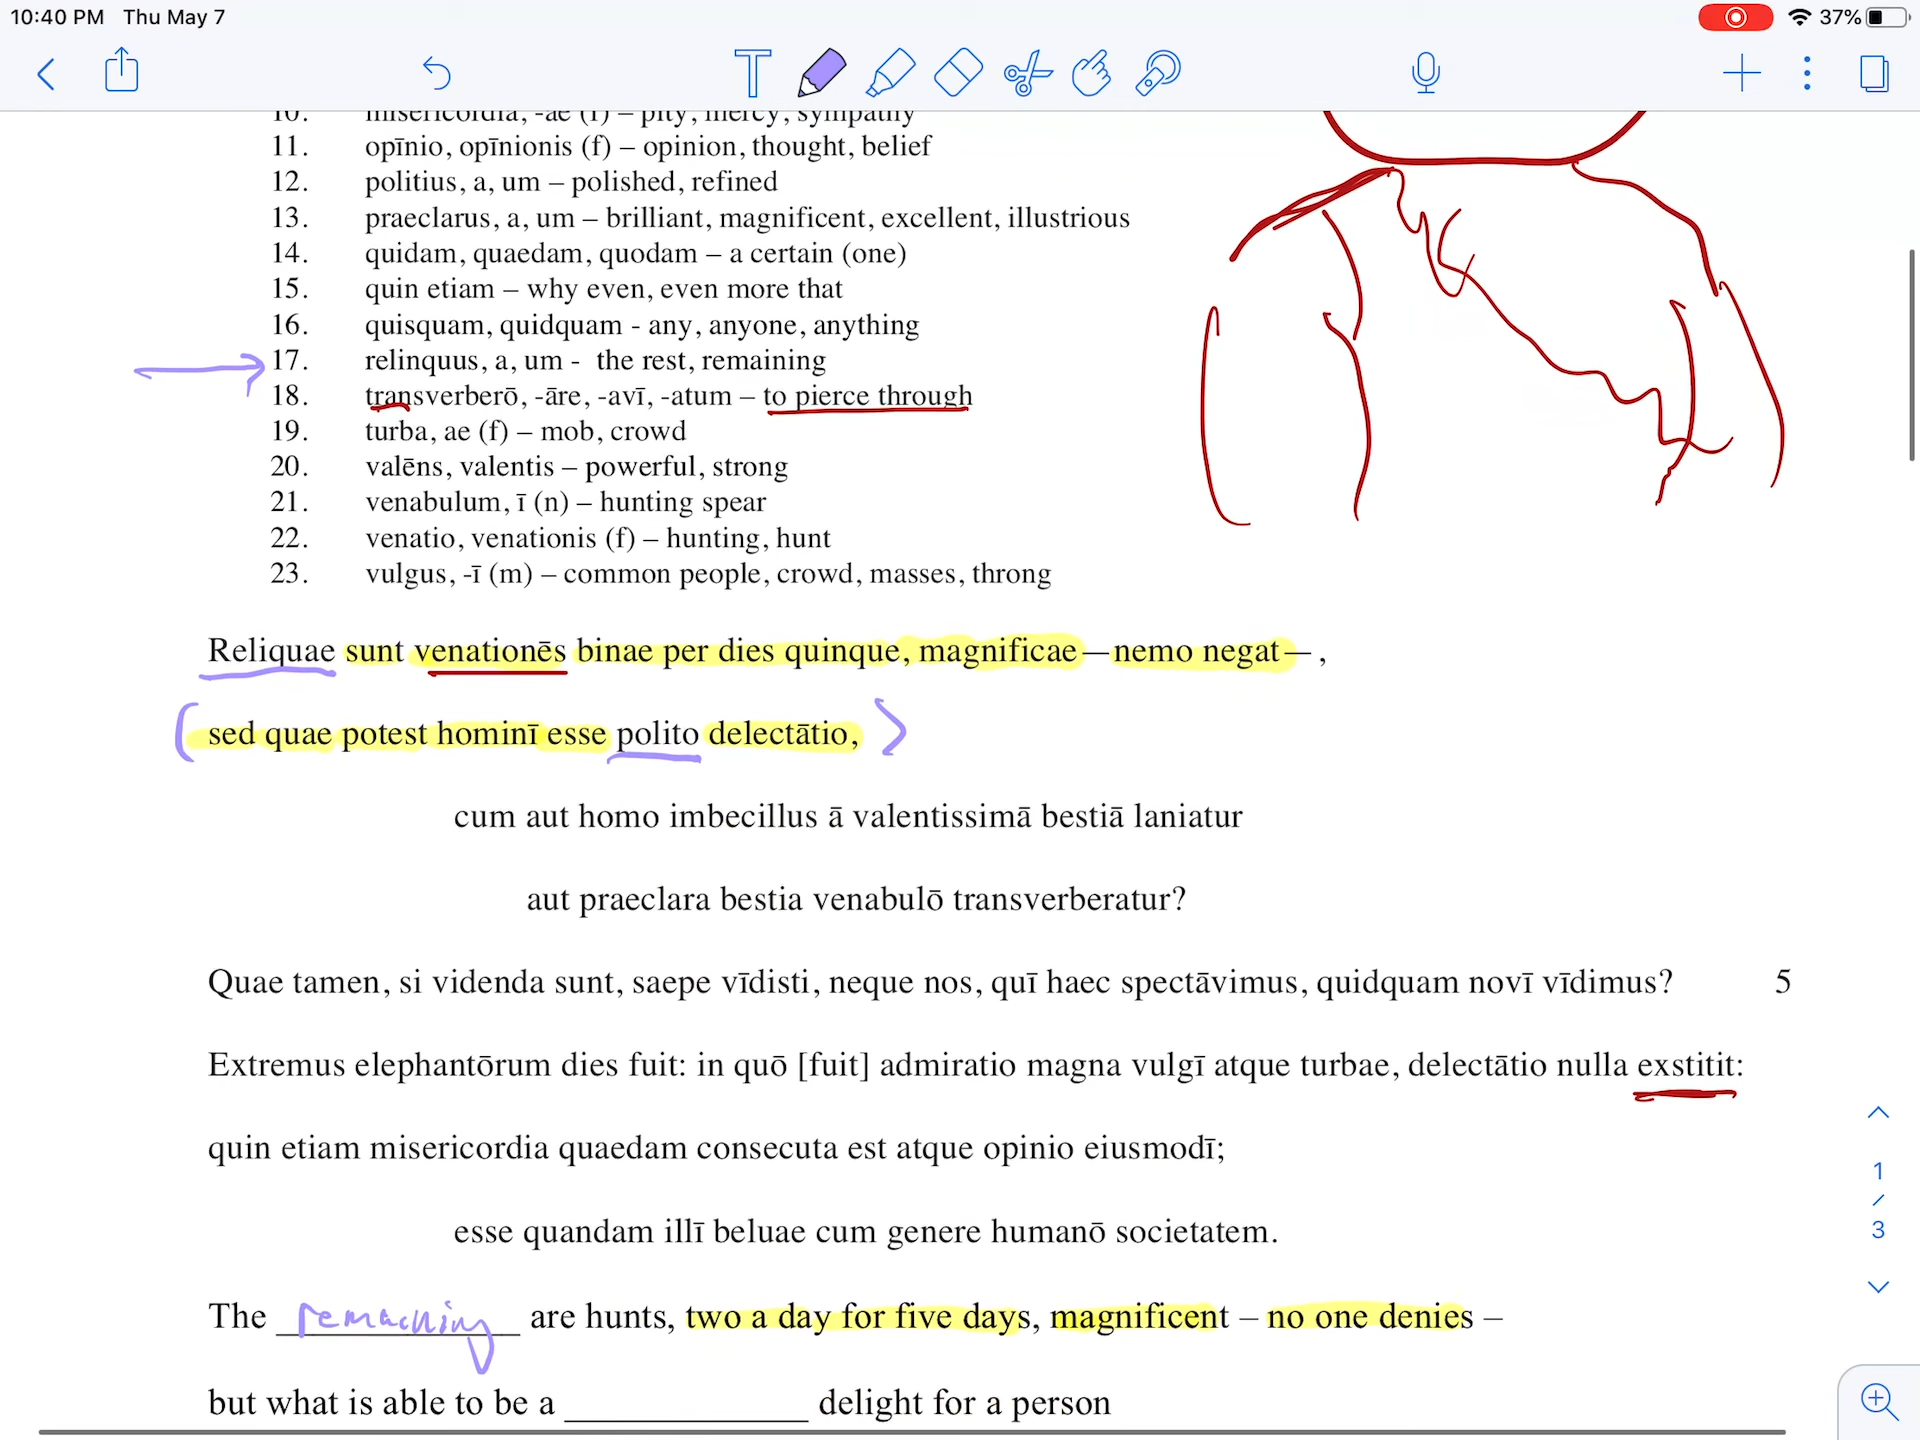 10:40 PM Thu May 7
37%
T
10. misericordia, -ae (f) – pity, mercy, sympathy
11. opīnio, opīnionis (f) – opinion, thought, belief
12. politius, a, um – polished, refined
13. praeclarus, a, um – brilliant, magnificent, excellent, illustrious
14. quidam, quaedam, quodam – a certain (one)
15. quin etiam – why even, even more that
16. quisquam, quidquam - any, anyone, anything
17. relinquus, a, um - the rest, remaining
18. transverberō, -āre, -avī, -atum – to pierce through
19. turba, ae (f) – mob, crowd
20. valēns, valentis – powerful, strong
21. venabulum, ī (n) – hunting spear
22. venatio, venationis (f) – hunting, hunt
23. vulgus, -ī (m) – common people, crowd, masses, throng
Reliquae sunt venationēs binae per dies quinque, magnificae—nemo negat—,
sed quae potest hominī esse polito delectātio,
cum aut homo imbecillus ā valentissimā bestiā laniatur
aut praeclara bestia venabulō transverberatur?
Quae tamen, si videnda sunt, saepe vīdisti, neque nos, quī haec spectāvimus, quidquam novī vīdimus? 5
Extremus elephantōrum dies fuit: in quō [fuit] admiratio magna vulgī atque turbae, delectātio nulla exstitit:
quin etiam misericordia quaedam consecuta est atque opinio eiusmodī;
esse quandam illī beluae cum genere humanō societatem.
1
/
3
The remaining are hunts, two a day for five days, magnificent – no one denies –
but what is able to be a ____________ delight for a person